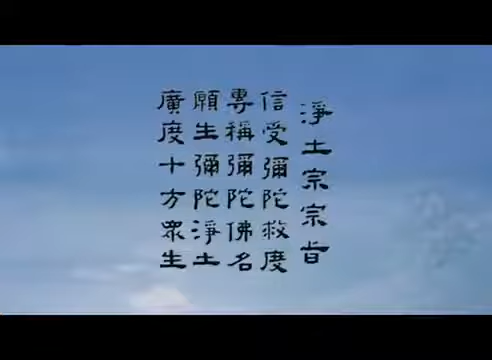 淨土宗宗旨
信受彌陀救度
專稱彌陀佛名
願生彌陀淨土
廣度十方衆生